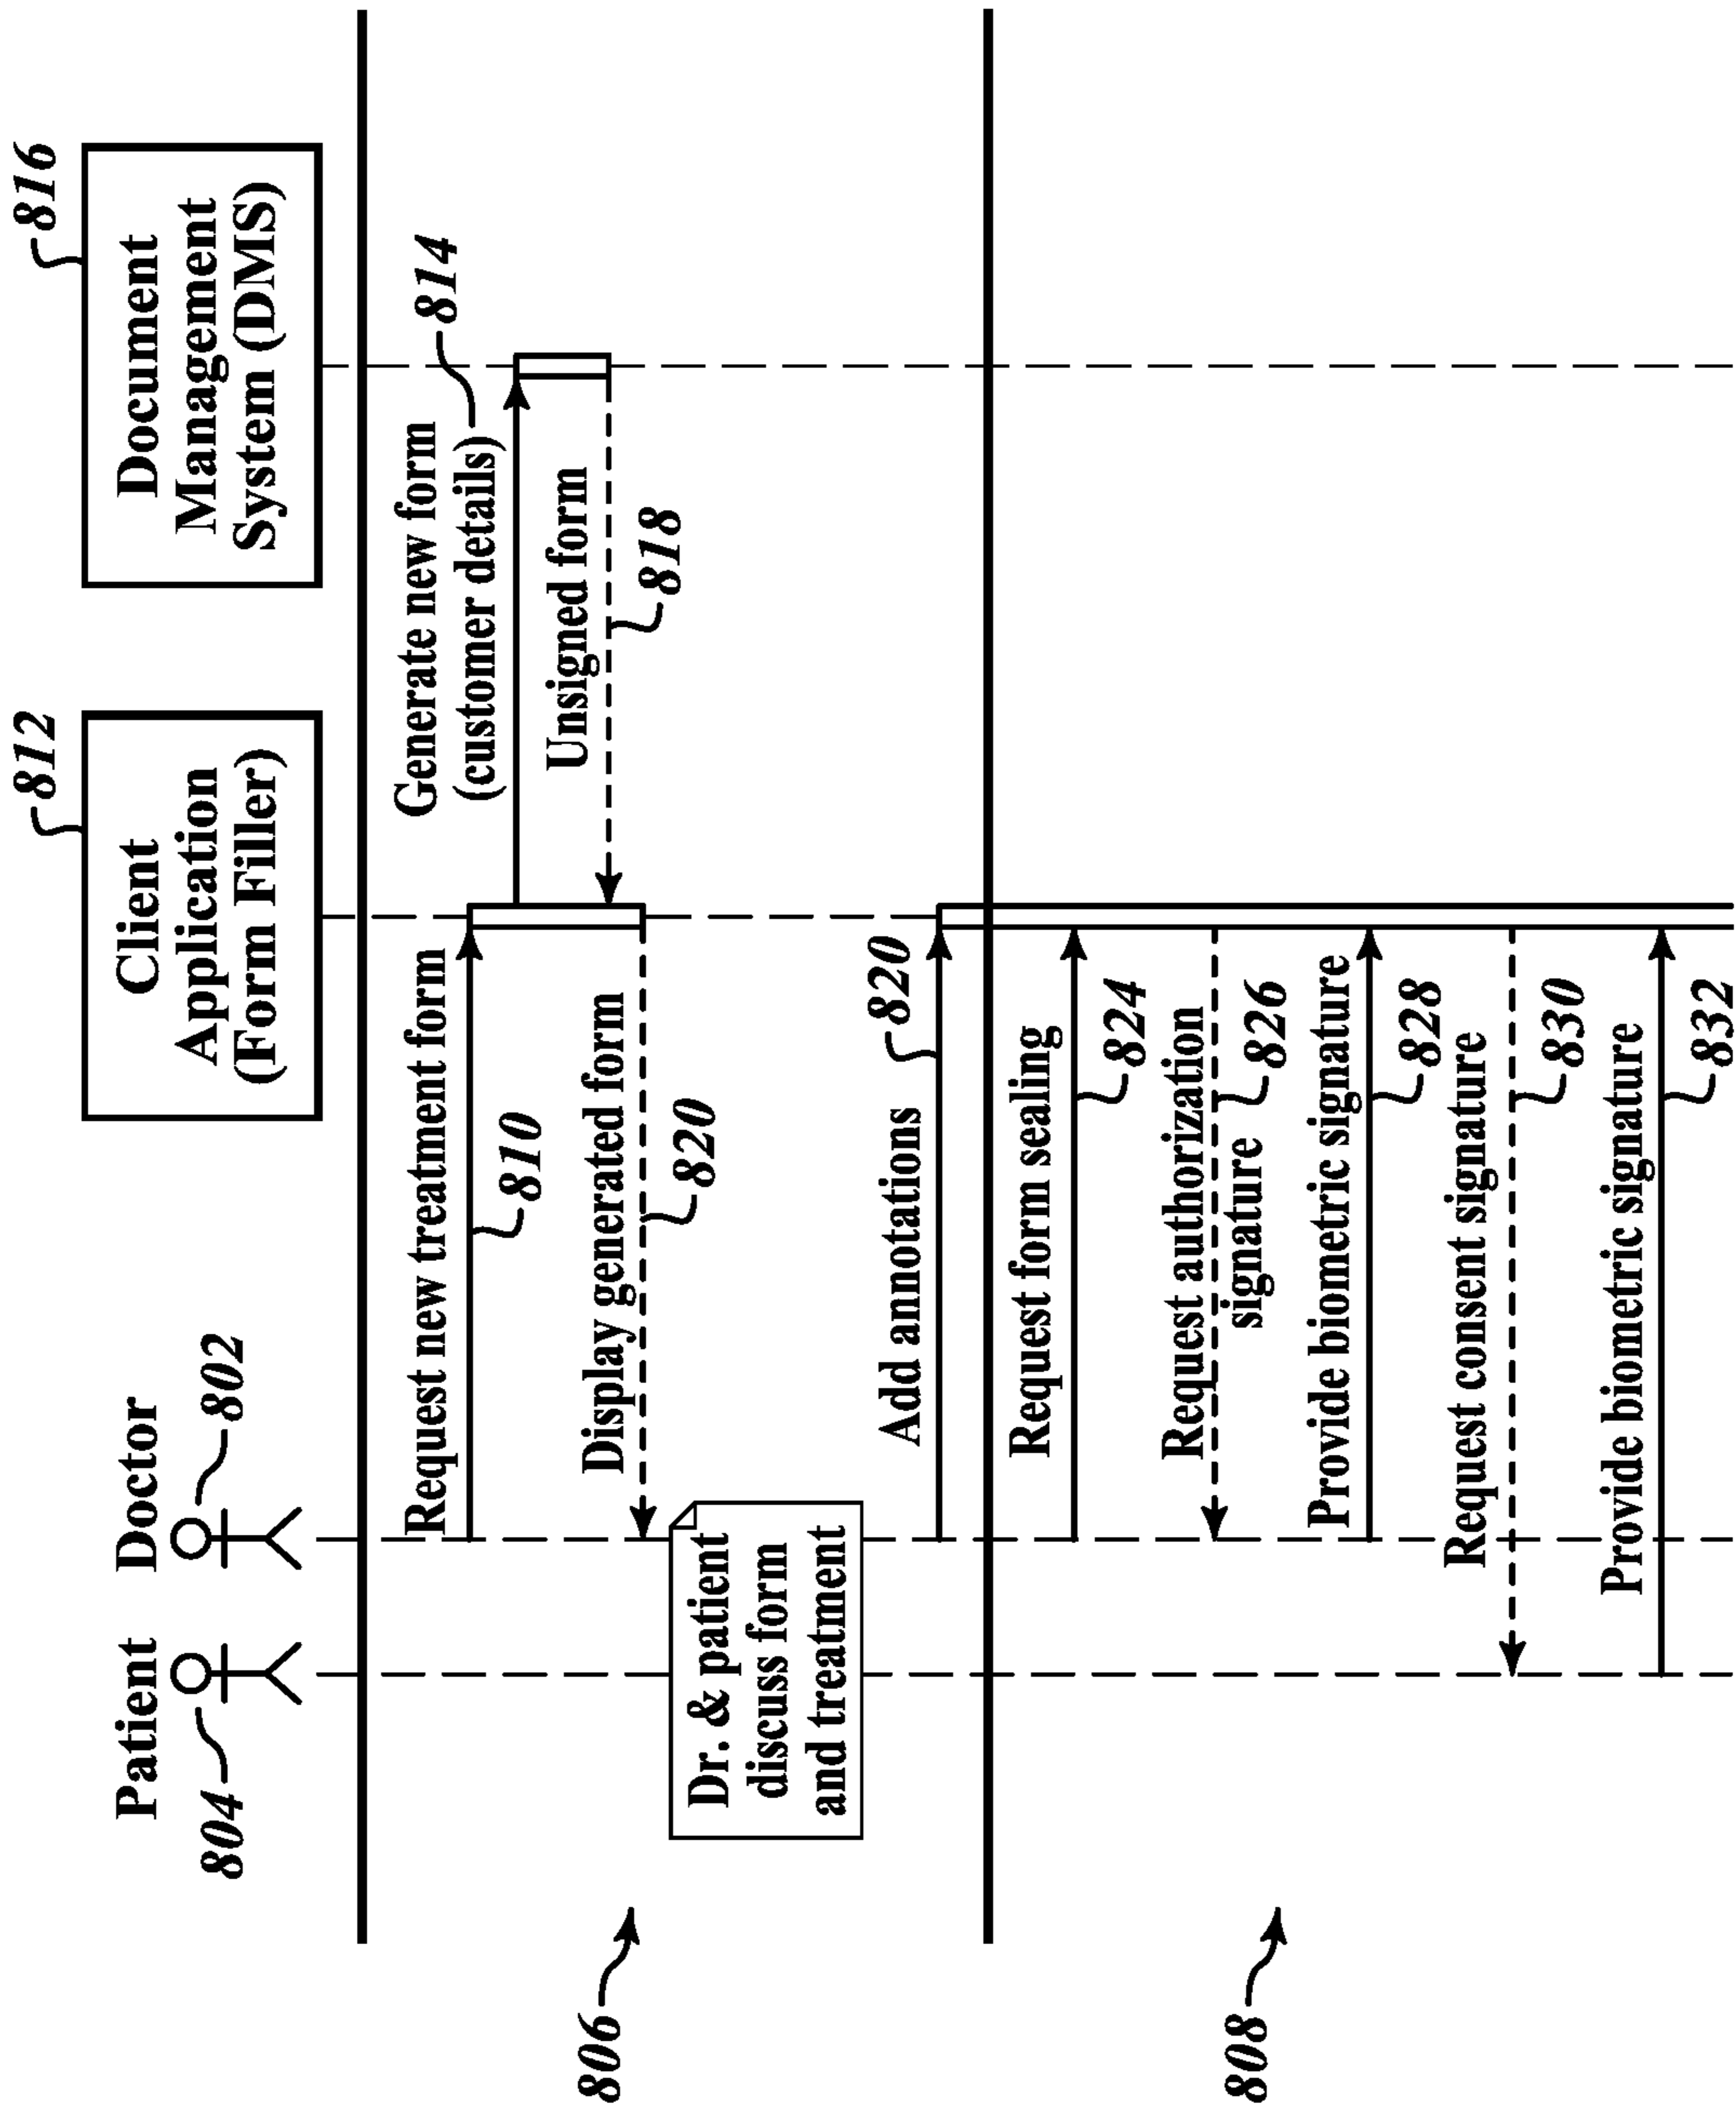 Patient
804
Doctor
802
812
Client
Application
(Form Filler)
816
Document
Management
System (DMS)
806
Request new treatment form
810
Generate new form
(customer details)
814
Unsigned form
818
Display generated form
820
Dr. & patient
discuss form
and treatment
Add annotations
820
808
Request form sealing
824
Request authorization
signature
826
Provide biometric signature
828
Request consent signature
830
Provide biometric signature
832